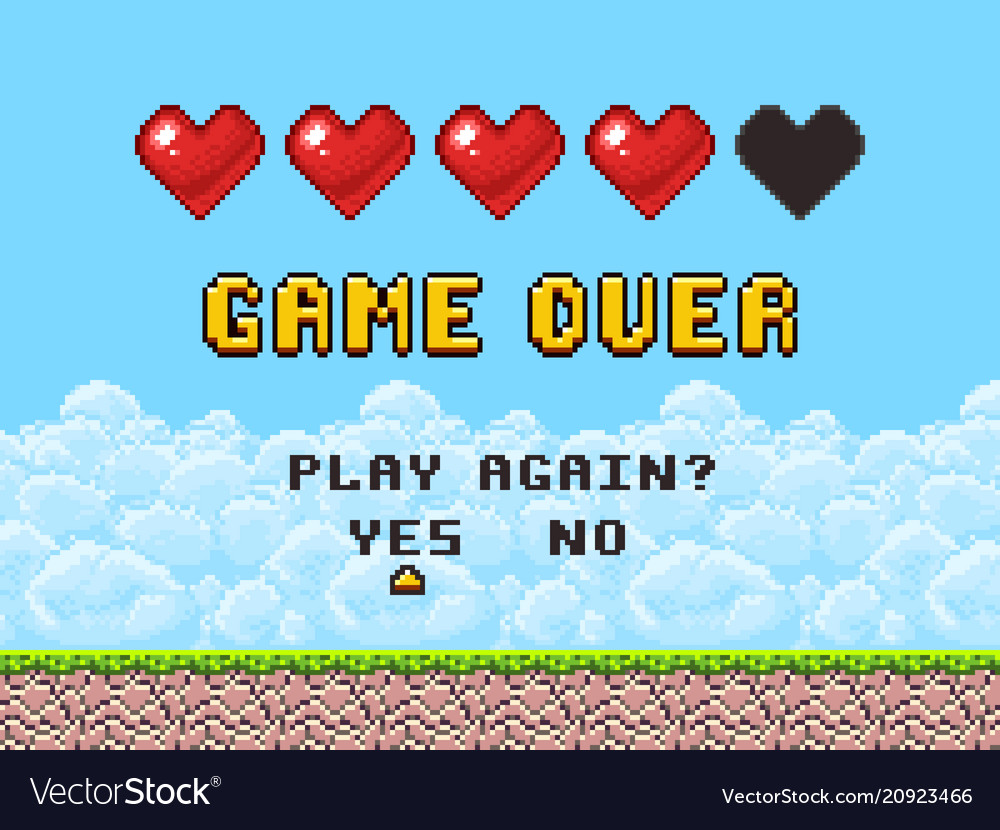 GAME OVER
PLAY AGAIN?
YES NO
VectorStock®
VectorStock.com/20923466